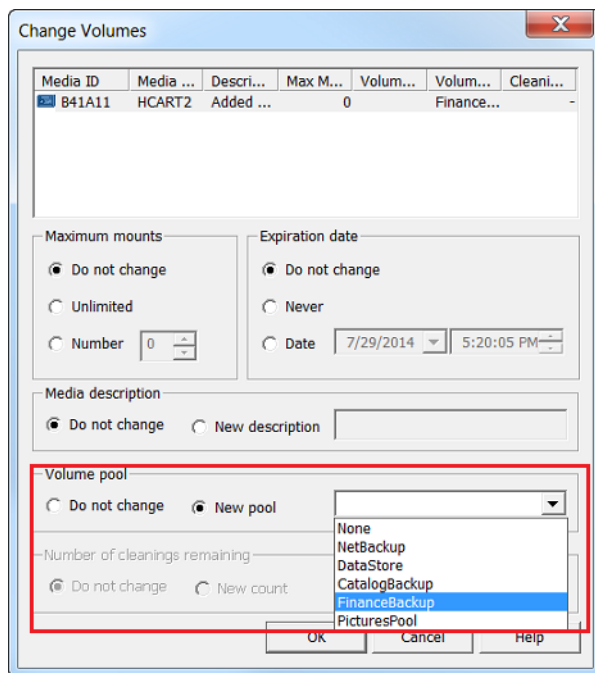 Change Volumes
Media ID Media ... Descri... Max M... Volum... Volum... Cleani...
B41A11 HCART2 Added ... 0 Finance... -
Maximum mounts Expiration date
Do not change Do not change
Unlimited Never
Number 0 Date 7/29/2014 5:20:05 PM
Media description
Do not change New description
Volume pool
Do not change New pool
None
NetBackup
Number of cleanings remaining DataStore
CatalogBackup
Do not change New count FinanceBackup
PicturesPool
OK Cancel Help